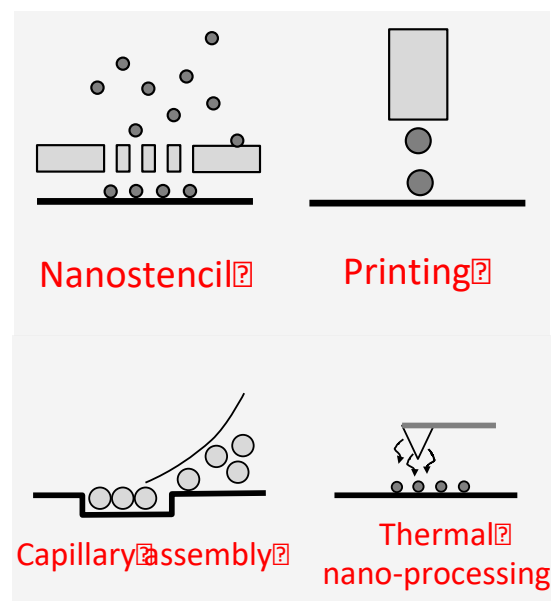 Nanostencil⍰
Printing⍰
Capillary⍰assembly⍰
Thermal⍰
nano-processing